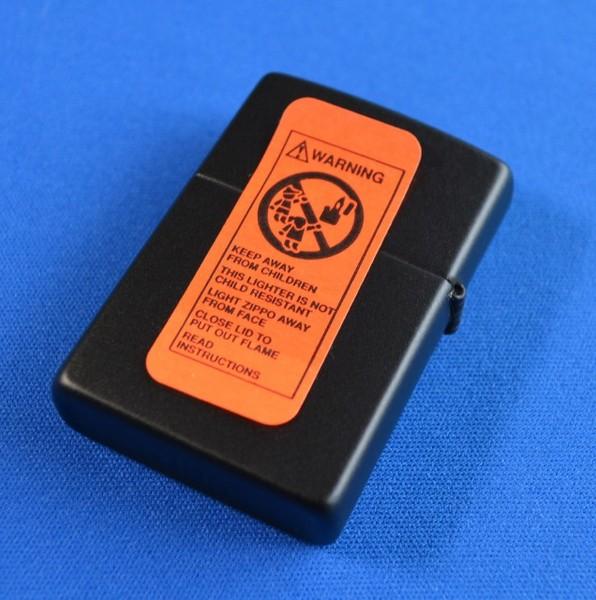 WARNING
KEEP AWAY
FROM CHILDREN
THIS LIGHTER IS NOT
CHILD RESISTANT
LIGHT ZIPPO AWAY
FROM FACE
CLOSE LID TO
PUT OUT FLAME
READ
INSTRUCTIONS